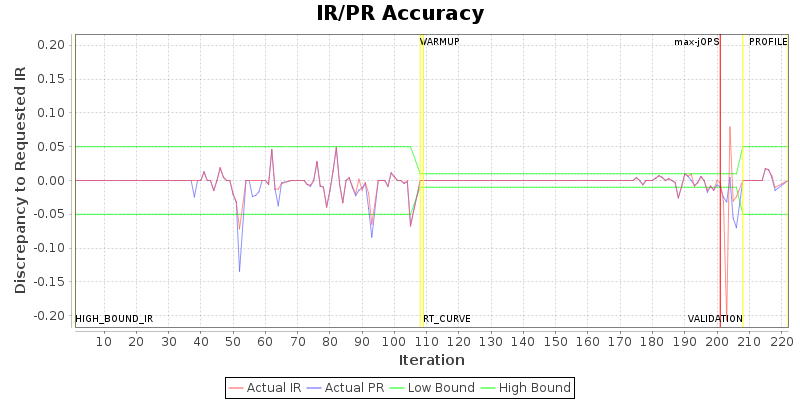 IR/PR Accuracy
Discrepancy to Requested IR
0.20
0.15
0.10
0.05
0.00
-0.05
-0.10
-0.15
-0.20
WARMUP
max-jOPS
PROFILE
HIGH_BOUND_IR
RT_CURVE
VALIDATION
10 20 30 40 50 60 70 80 90 100 110 120 130 140 150 160 170 180 190 200 210 220
Iteration
Actual IR Actual PR Low Bound High Bound